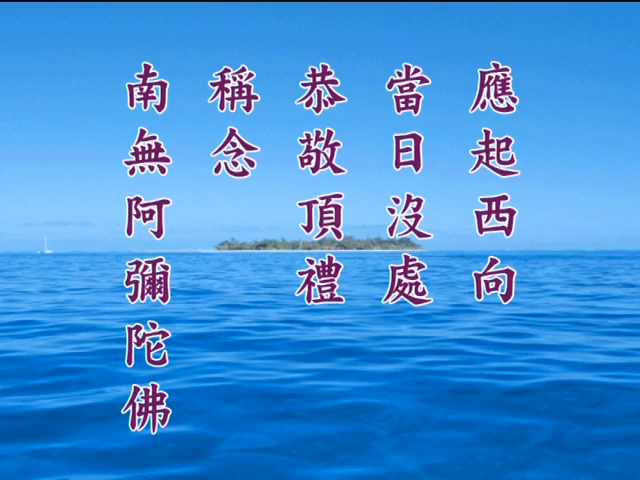 應起西向
當日沒處
恭敬頂禮
稱念
南無阿彌陀佛